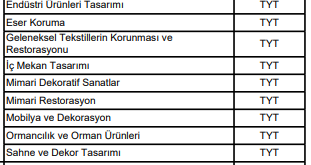 Endüstri Ürünleri Tasarımı TYT
Eser Koruma TYT
Geleneksel Tekstillerin Korunması ve
Restorasyonu TYT
İç Mekan Tasarımı TYT
Mimari Dekoratif Sanatlar TYT
Mimari Restorasyon TYT
Mobilya ve Dekorasyon TYT
Ormancılık ve Orman Ürünleri TYT
Sahne ve Dekor Tasarımı TYT